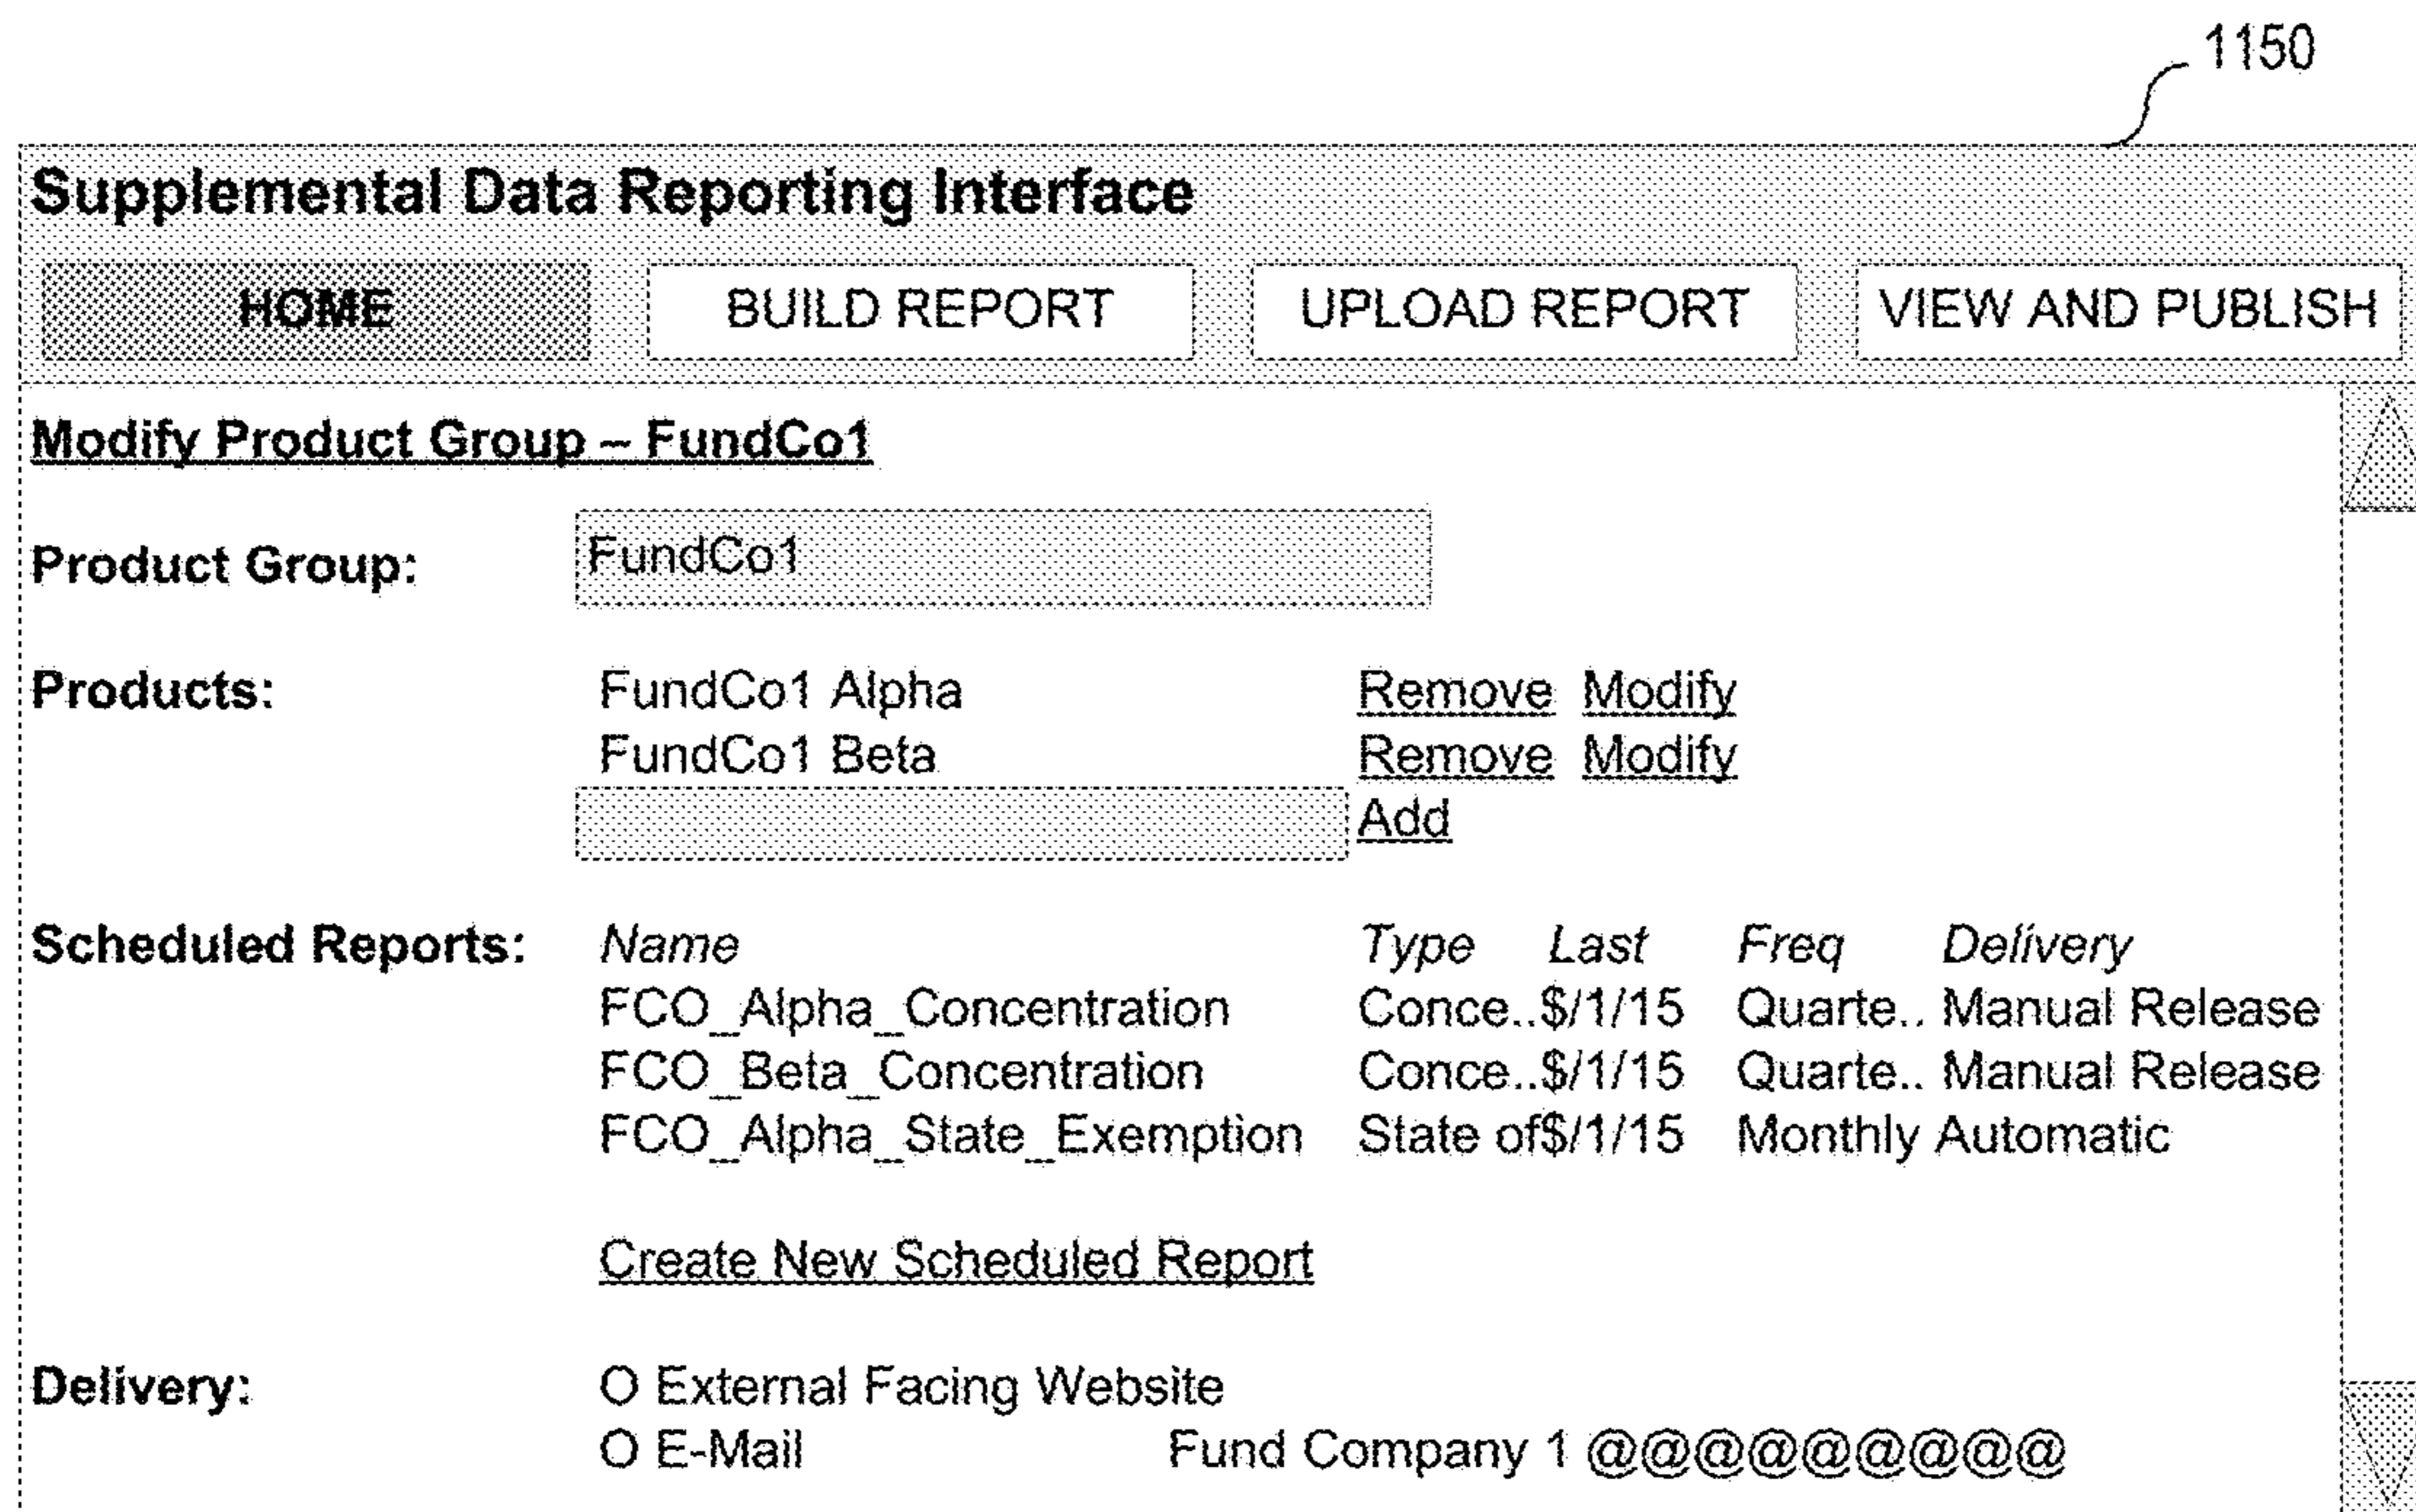 1150
Supplemental Data Reporting Interface
HOME BUILD REPORT UPLOAD REPORT VIEW AND PUBLISH
Modify Product Group – FundCo1
Product Group: FundCo1
Products: FundCo1 Alpha Remove Modify
FundCo1 Beta Remove Modify
Add
Scheduled Reports: Name Type Last Freq Delivery
FCO_Alpha_Concentration Conce..$/1/15 Quarte.. Manual Release
FCO_Beta_Concentration Conce..$/1/15 Quarte.. Manual Release
FCO_Alpha_State_Exemption State of$/1/15 Monthly Automatic
Create New Scheduled Report
Delivery: O External Facing Website
O E-Mail Fund Company 1 @@@@@@@@@